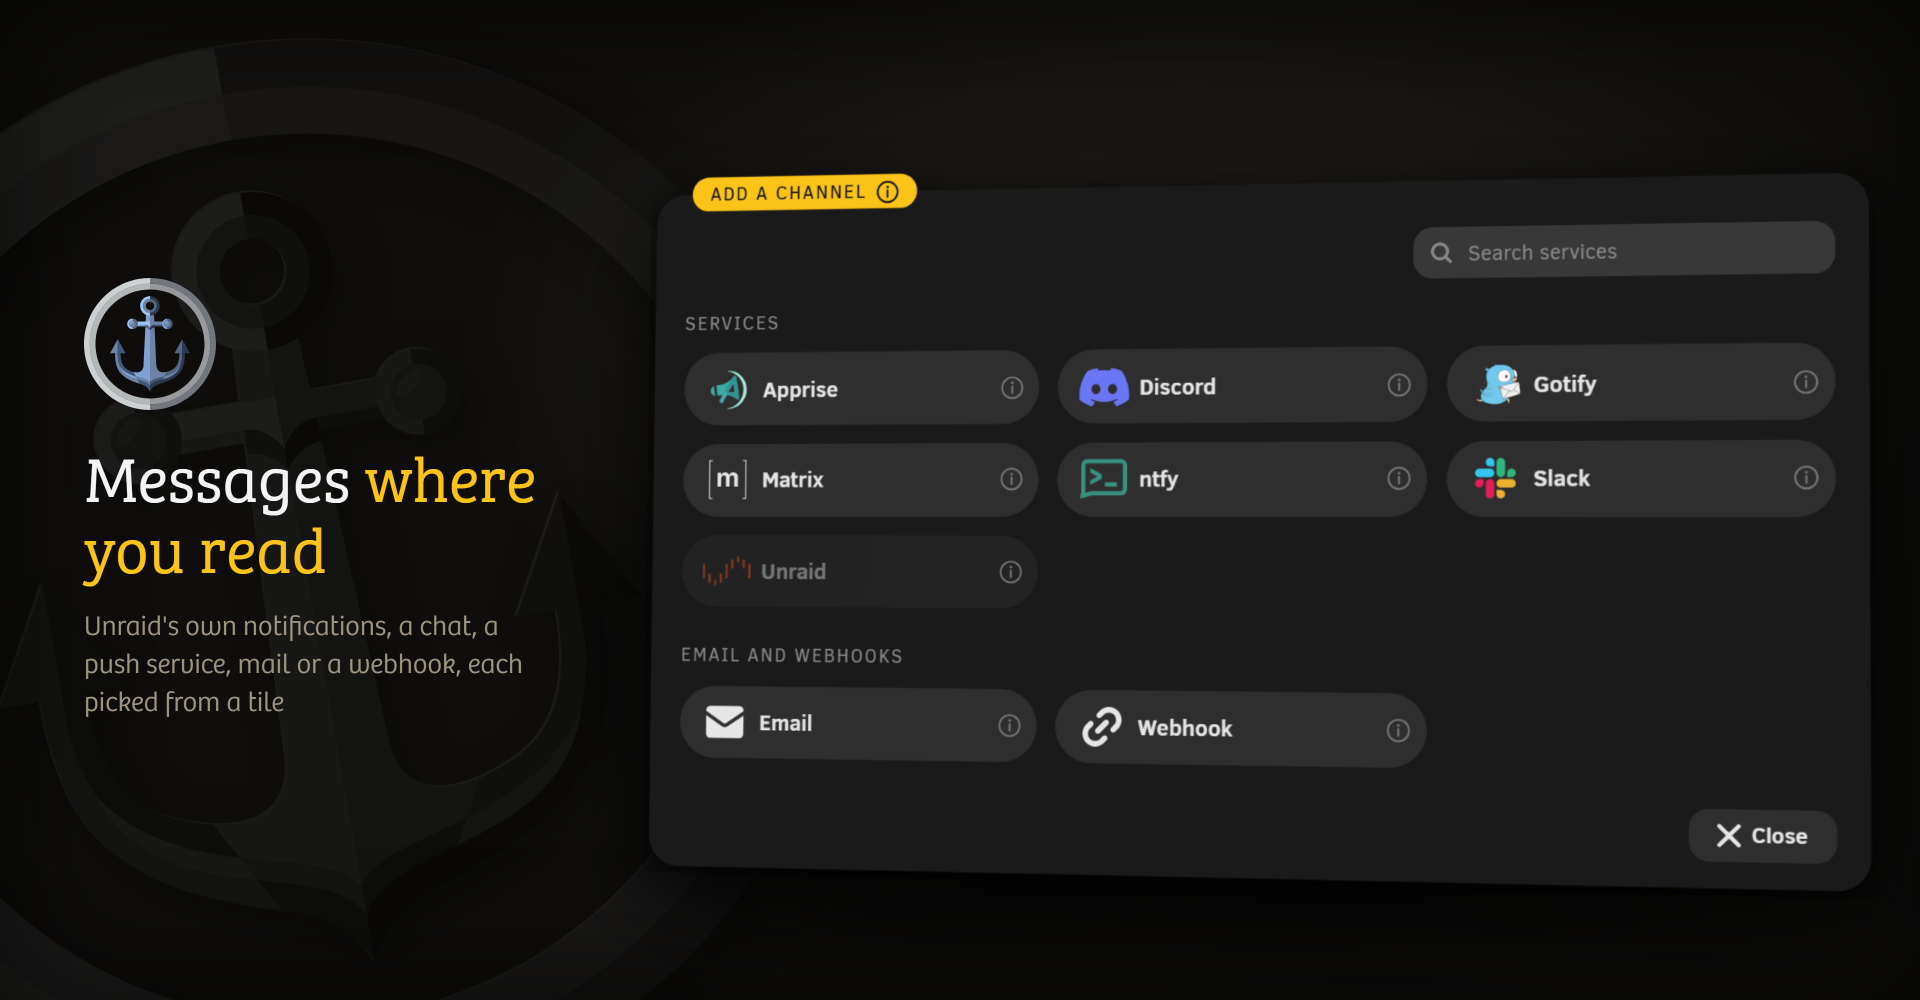 Messages where
you read
Unraid's own notifications, a chat, a
push service, mail or a webhook, each
picked from a tile
ADD A CHANNEL
Search services
SERVICES
Apprise
Discord
Gotify
[m] Matrix
ntfy
Slack
Unraid
EMAIL AND WEBHOOKS
Email
Webhook
Close